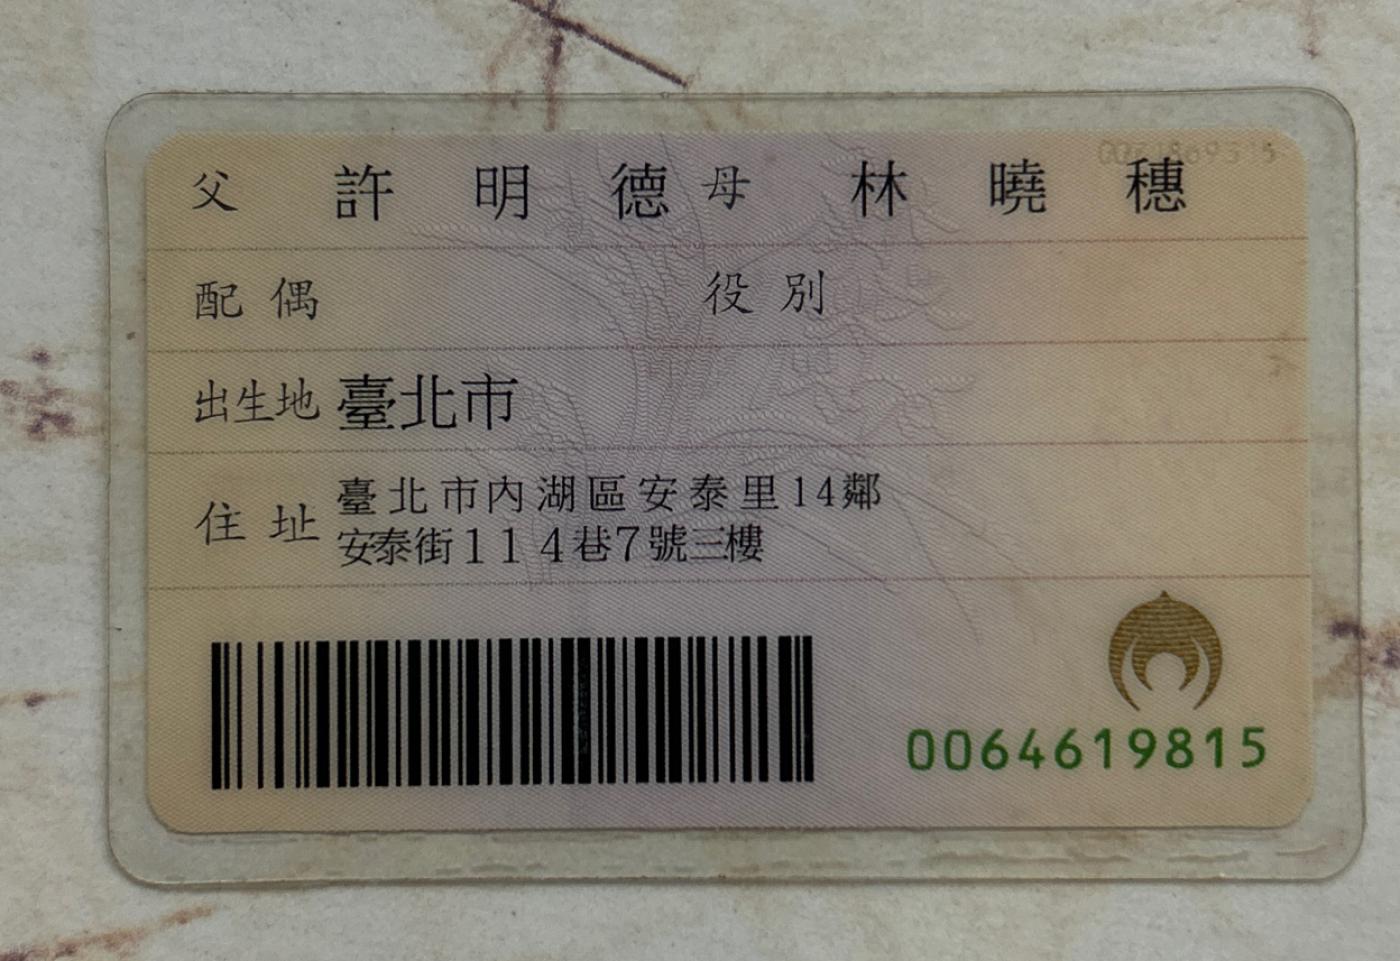 父 許明德 母 林曉穗
配偶 役別
出生地 臺北市
住址 臺北市內湖區安泰里14鄰
安泰街114巷7號三樓
0064619815